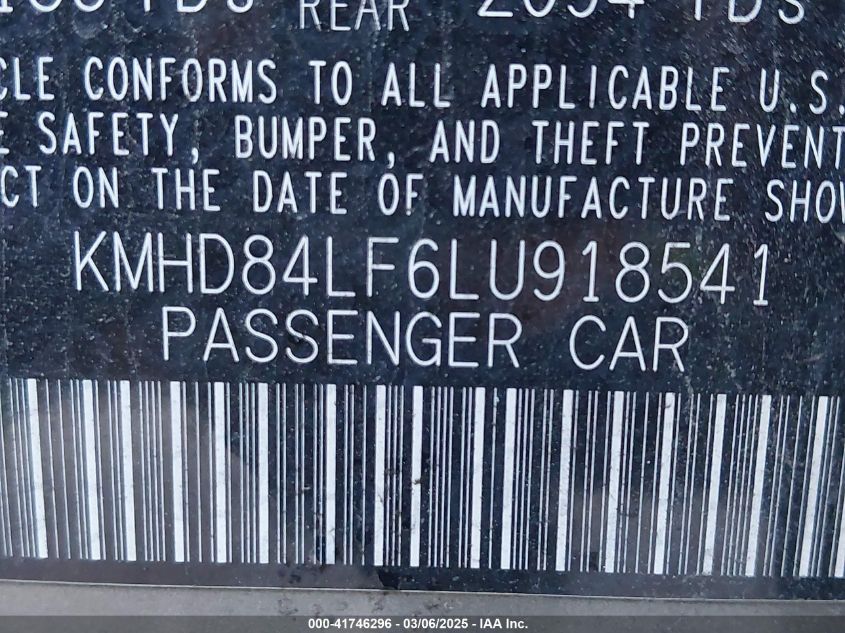 REAR
CLE CONFORMS TO ALL APPLICABLE U.S.
SAFETY, BUMPER, AND THEFT PREVENT
CT ON THE DATE OF MANUFACTURE SHOW
KMHD84LF6LU918541
PASSENGER CAR
000-41746296 - 03/06/2025 - IAA Inc.